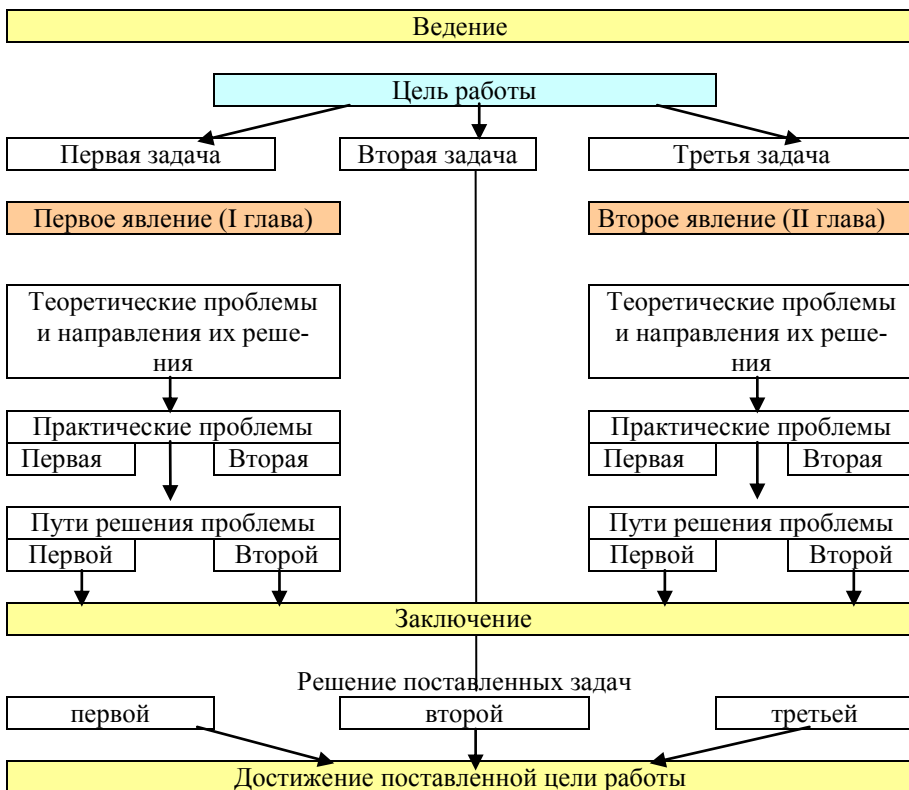 Ведение
Цель работы
Первая задача Вторая задача Третья задача
Первое явление (I глава) Второе явление (II глава)
Теоретические проблемы
и направления их реше-
ния
Теоретические проблемы
и направления их реше-
ния
Практические проблемы Практические проблемы
Первая Вторая Первая Вторая
Пути решения проблемы Пути решения проблемы
Первой Второй Первой Второй
Заключение
Решение поставленных задач
первой второй третьей
Достижение поставленной цели работы